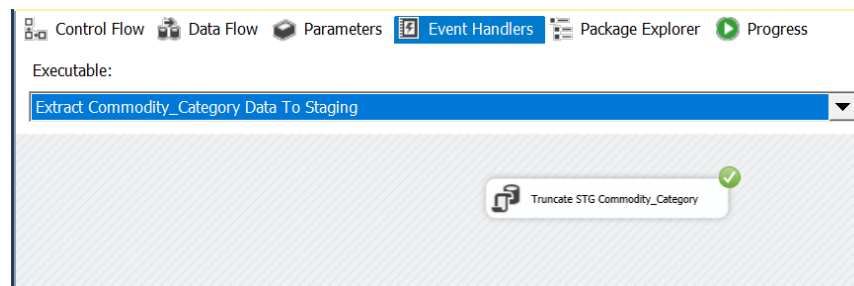 Control Flow Data Flow Parameters Event Handlers Package Explorer Progress
Executable:
Extract Commodity_Category Data To Staging
Truncate STG Commodity_Category